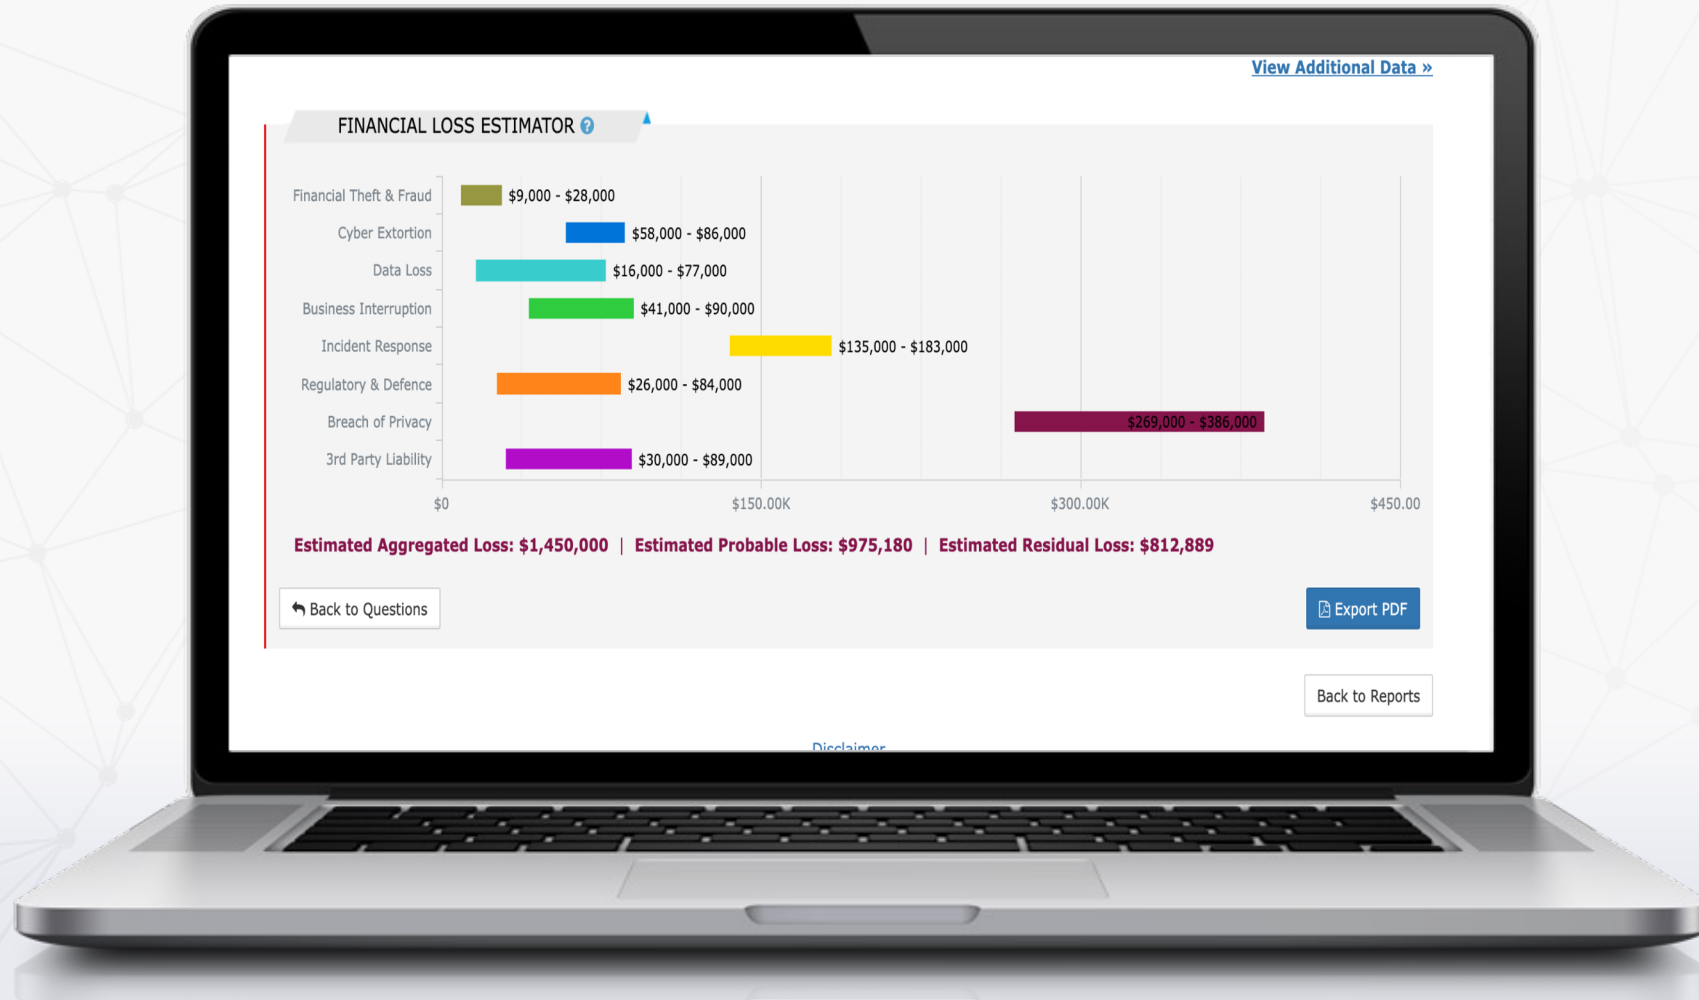 View Additional Data »
FINANCIAL LOSS ESTIMATOR ?
Financial Theft & Fraud $9,000 - $28,000
Cyber Extortion $58,000 - $86,000
Data Loss $16,000 - $77,000
Business Interruption $41,000 - $90,000
Incident Response $135,000 - $183,000
Regulatory & Defence $26,000 - $84,000
Breach of Privacy $269,000 - $386,000
3rd Party Liability $30,000 - $89,000
$0 $150.00K $300.00K $450.00
Estimated Aggregated Loss: $1,450,000 | Estimated Probable Loss: $975,180 | Estimated Residual Loss: $812,889
Back to Questions Export PDF
Back to Reports
Disclaimer